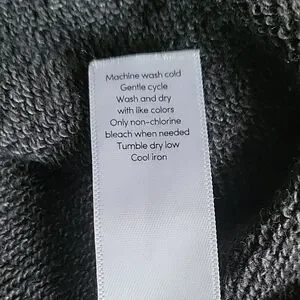 Machine wash cold
Gentle cycle
Wash and dry
with like colors
Only non-chlorine
bleach when needed
Tumble dry low
Cool iron